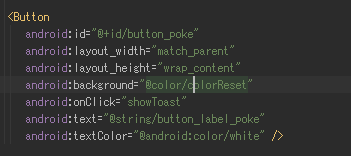 <Button
android:id="@+id/button_poke"
android:layout_width="match_parent"
android:layout_height="wrap_content"
android:background="@color/colorReset"
android:onClick="showToast"
android:text="@string/button_label_poke"
android:textColor="@android:color/white" />